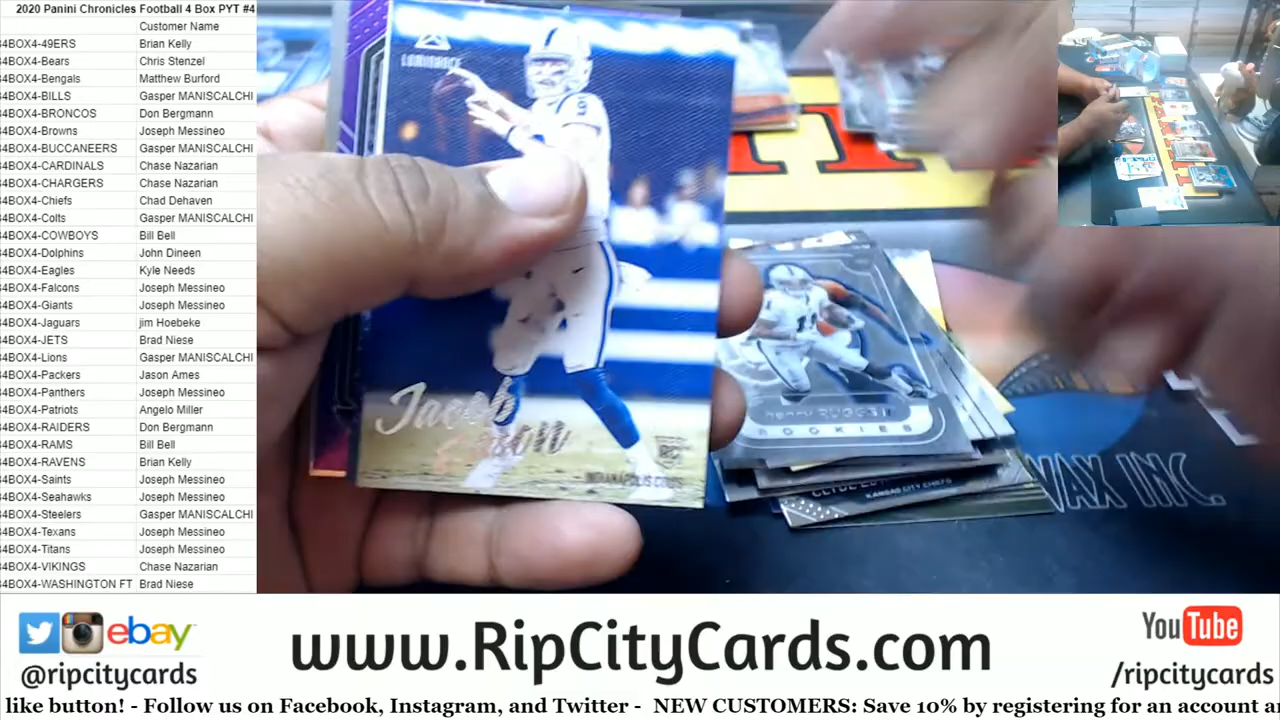 2020 Panini Chronicles Football 4 Box PYT #4
Customer Name
4BOX4-49ERS Brian Kelly
4BOX4-Bears Chris Stenzel
4BOX4-Bengals Matthew Burford
4BOX4-BILLS Gasper MANISCALCHI
4BOX4-BRONCOS Don Bergmann
4BOX4-Browns Joseph Messineo
4BOX4-BUCCANEERS Gasper MANISCALCHI
4BOX4-CARDINALS Chase Nazarian
4BOX4-CHARGERS Chase Nazarian
4BOX4-Chiefs Chad Dehaven
4BOX4-Colts Gasper MANISCALCHI
4BOX4-COWBOYS Bill Bell
4BOX4-Dolphins John Dineen
4BOX4-Eagles Kyle Needs
4BOX4-Falcons Joseph Messineo
4BOX4-Giants Joseph Messineo
4BOX4-Jaguars jim Hoebeke
4BOX4-JETS Brad Niese
4BOX4-Lions Gasper MANISCALCHI
4BOX4-Packers Jason Ames
4BOX4-Panthers Joseph Messineo
4BOX4-Patriots Angelo Miller
4BOX4-RAIDERS Don Bergmann
4BOX4-RAMS Bill Bell
4BOX4-RAVENS Brian Kelly
4BOX4-Saints Joseph Messineo
4BOX4-Seahawks Joseph Messineo
4BOX4-Steelers Gasper MANISCALCHI
4BOX4-Texans Joseph Messineo
4BOX4-Titans Joseph Messineo
4BOX4-VIKINGS Chase Nazarian
4BOX4-WASHINGTON FT Brad Niese
LUMINANCE
Jacob
RC
INDIANAPOLIS COLTS
henry RUGGS III
ROOKIES
CLYDE
KANSAS CITY CHIEFS
WAX INC.
ebay
@ripcitycards
www.RipCityCards.com
YouTube
/ripcitycards
like button! - Follow us on Facebook, Instagram, and Twitter - NEW CUSTOMERS: Save 10% by registering for an account